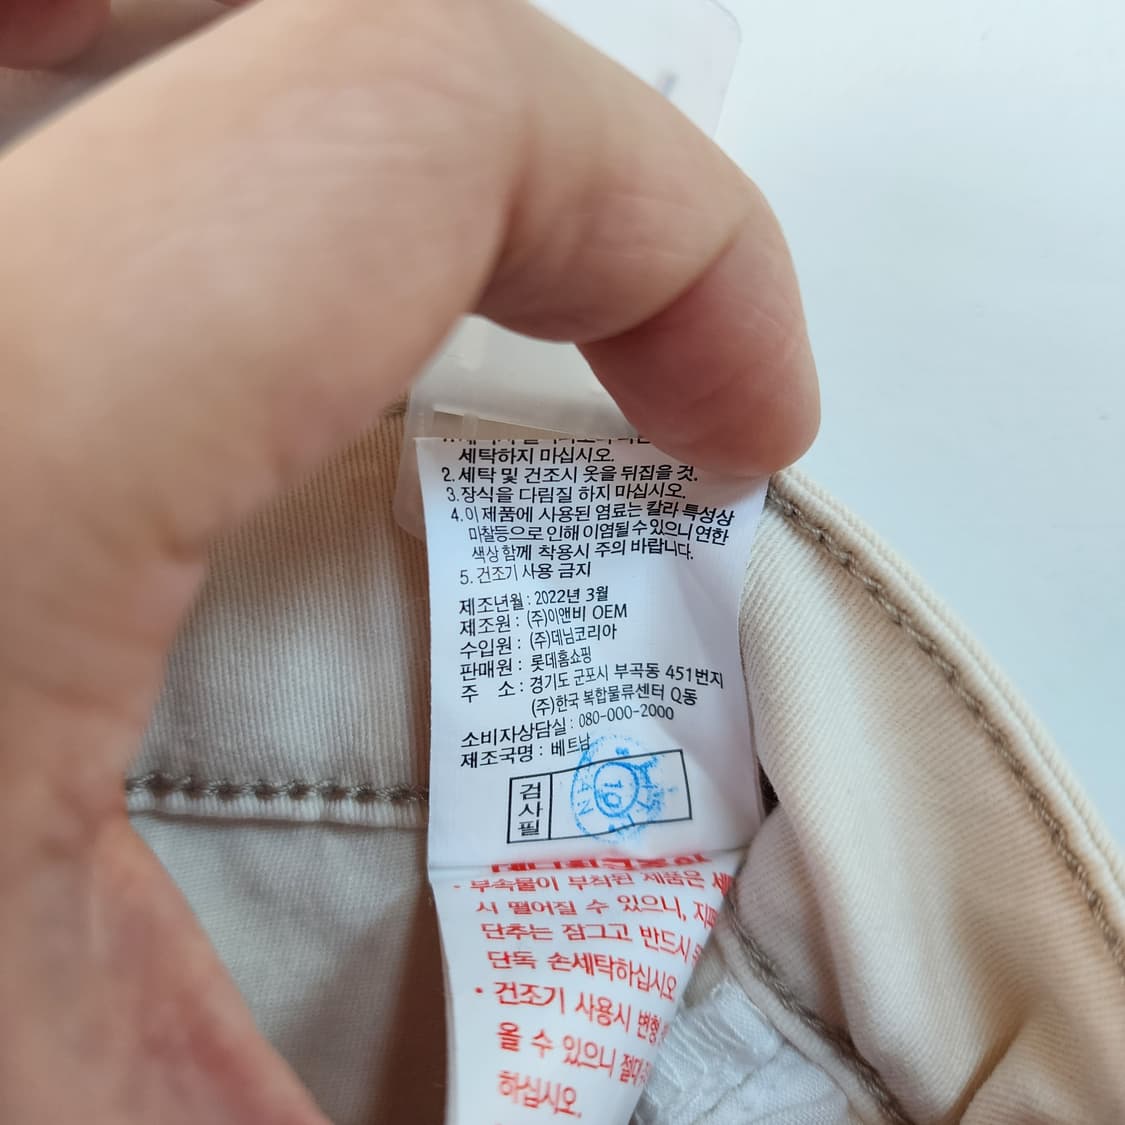 세탁하지 마십시오.
2. 세탁 및 건조시 옷을 뒤집을 것.
3. 장식을 다림질 하지 마십시오.
4. 이 제품에 사용된 염료는 칼라 특성상
마찰등으로 인해 이염될 수 있으니 연한
색상 함께 착용시 주의 바랍니다.
5. 건조기 사용 금지
제조년월 : 2022년 3월
제조원 : (주)이앤비 OEM
수입원 : (주)데님코리아
판매원 : 롯데홈쇼핑
주 소 : 경기도 군포시 부곡동 451번지
(주)한국 복합물류센터 Q동
소비자상담실 : 080-000-2000
제조국명 : 베트남
검사필
10
· 부속물이 부착된 제품은
시 떨어질 수 있으니,
단추는 잠그고 반드시
단독 손세탁하십시오
· 건조기 사용시 변형
올 수 있으니
하십시오.